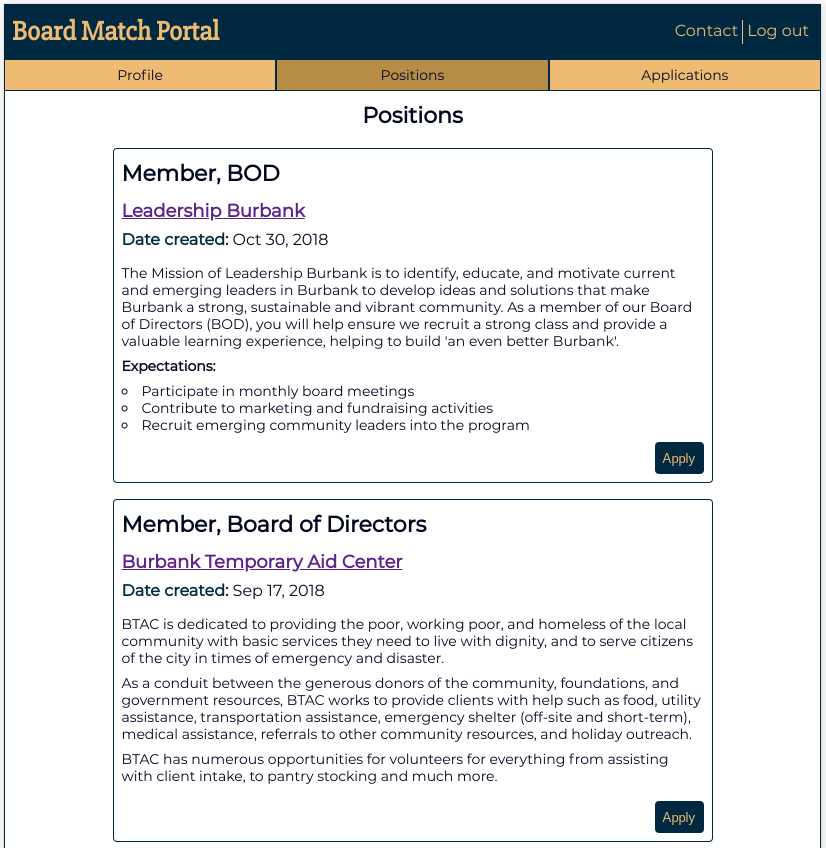 Board Match Portal
Contact Log out
Profile Positions Applications
Positions
Member, BOD
Leadership Burbank
Date created: Oct 30, 2018
The Mission of Leadership Burbank is to identify, educate, and motivate current
and emerging leaders in Burbank to develop ideas and solutions that make
Burbank a strong, sustainable and vibrant community. As a member of our Board
of Directors (BOD), you will help ensure we recruit a strong class and provide a
valuable learning experience, helping to build 'an even better Burbank'.
Expectations:
Participate in monthly board meetings
Contribute to marketing and fundraising activities
Recruit emerging community leaders into the program
Apply
Member, Board of Directors
Burbank Temporary Aid Center
Date created: Sep 17, 2018
BTAC is dedicated to providing the poor, working poor, and homeless of the local
community with basic services they need to live with dignity, and to serve citizens
of the city in times of emergency and disaster.
As a conduit between the generous donors of the community, foundations, and
government resources, BTAC works to provide clients with help such as food, utility
assistance, transportation assistance, emergency shelter (off-site and short-term),
medical assistance, referrals to other community resources, and holiday outreach.
BTAC has numerous opportunities for volunteers for everything from assisting
with client intake, to pantry stocking and much more.
Apply